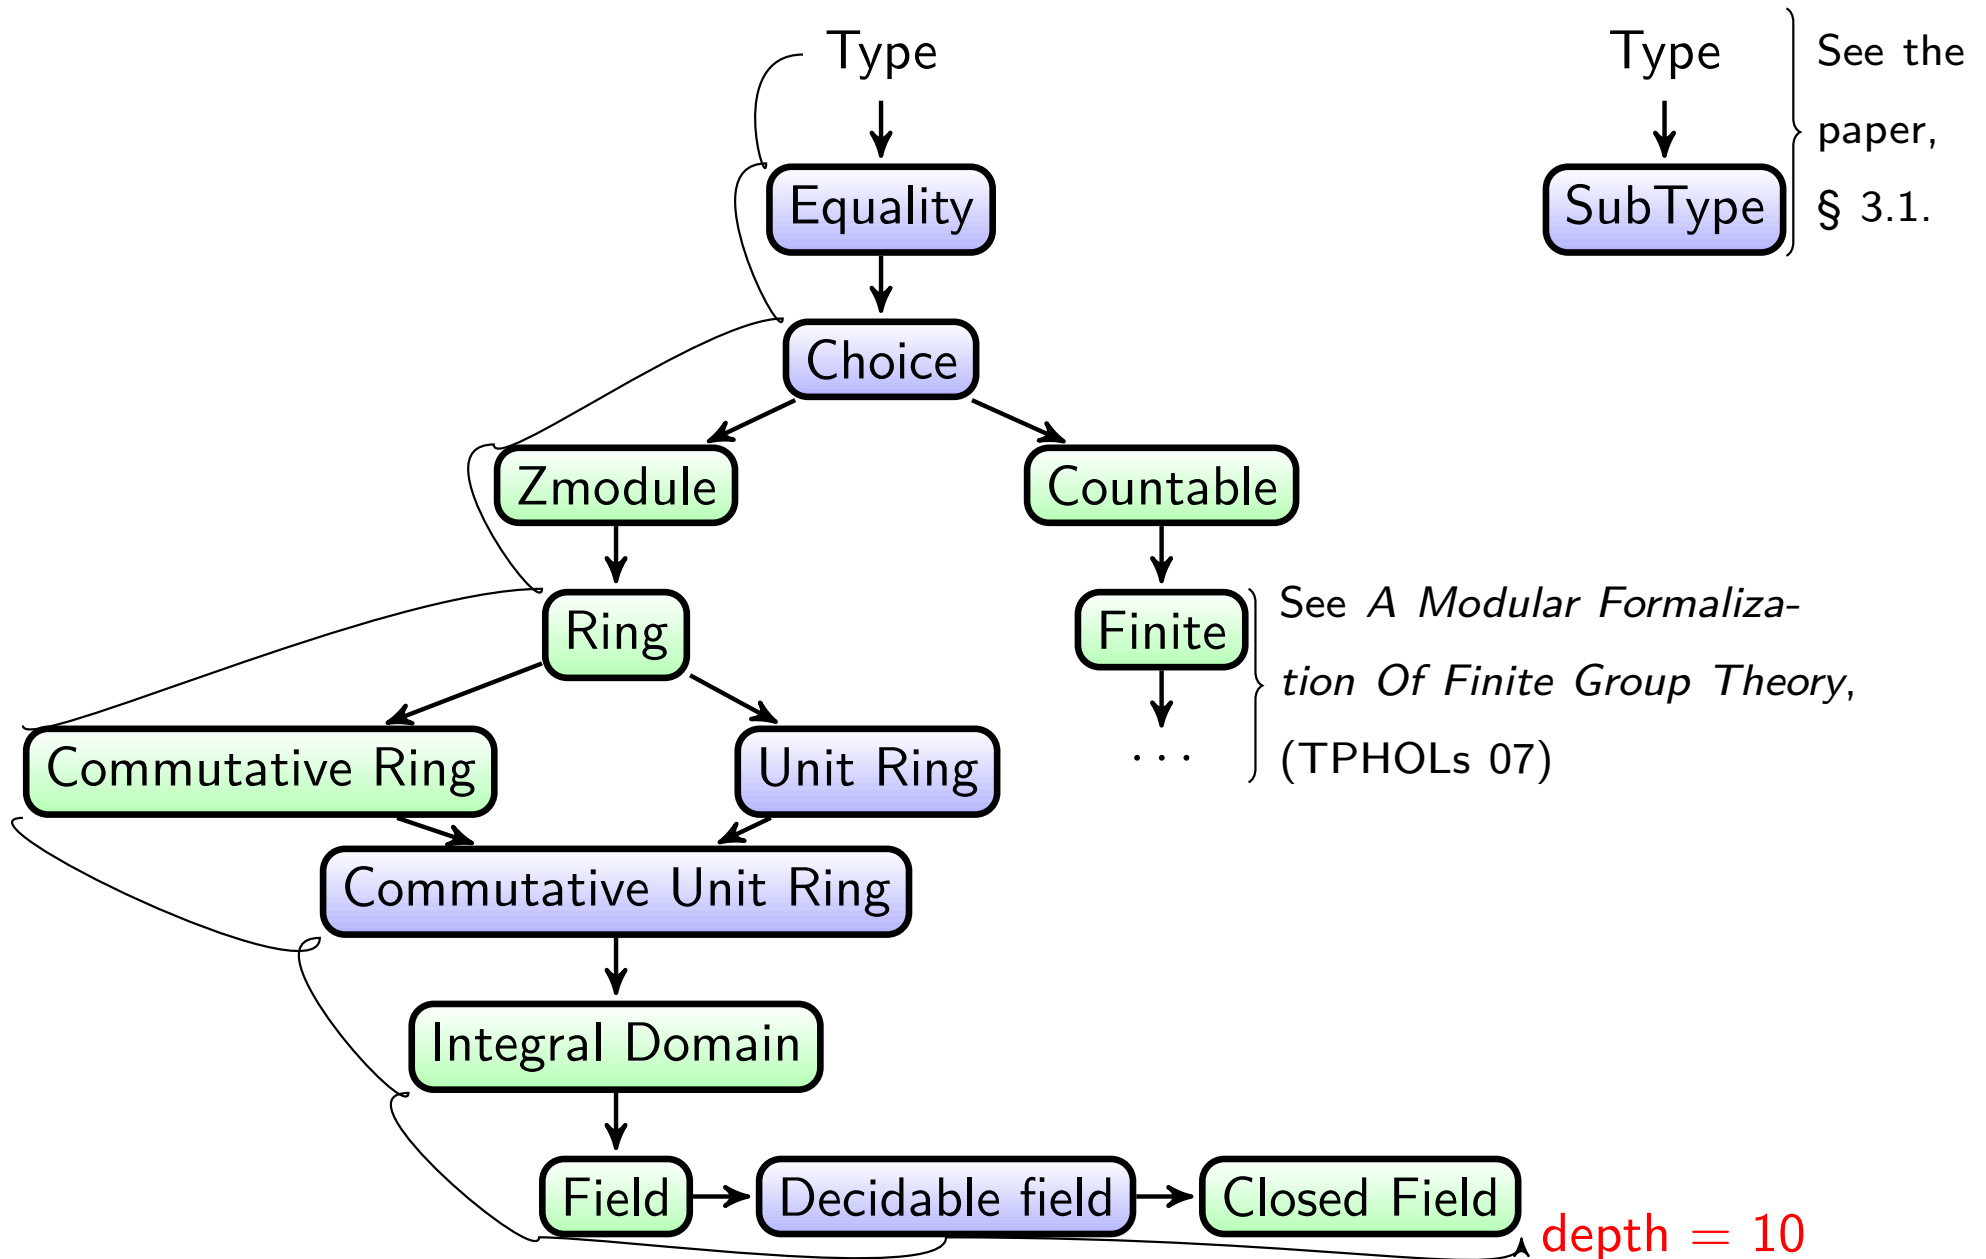 Type
Type
See the
paper,
Equality
SubType
§ 3.1.
Choice
Zmodule
Countable
Ring
Finite
See A Modular Formaliza-
tion Of Finite Group Theory,
(TPHOLs 07)
Commutative Ring
Unit Ring
...
Commutative Unit Ring
Integral Domain
Field
Decidable field
Closed Field
depth = 10